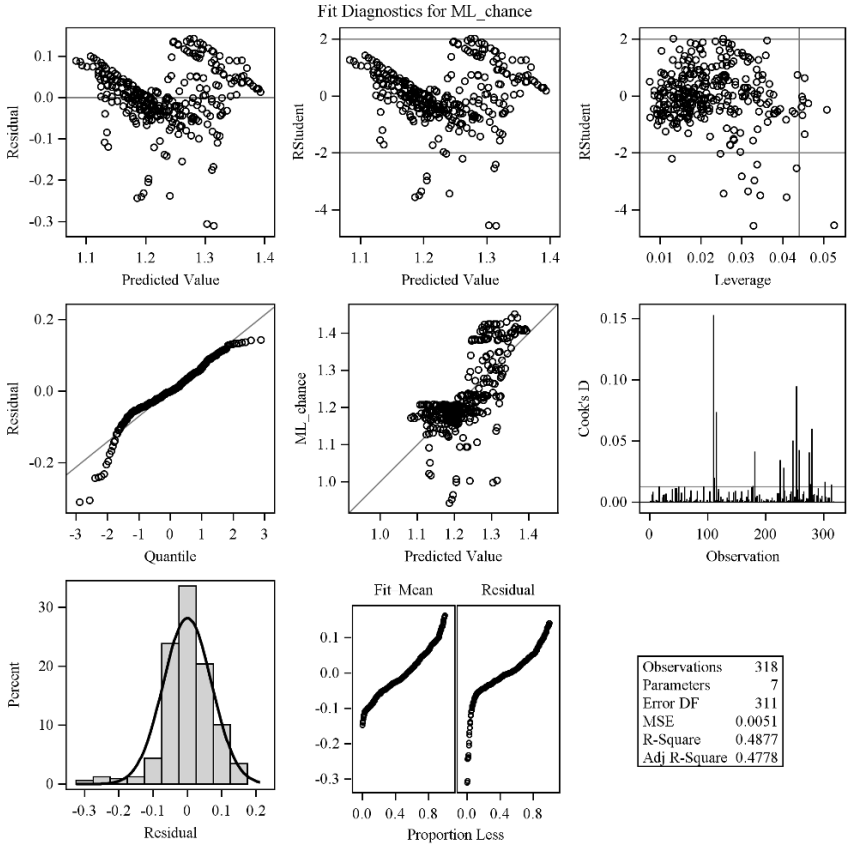 Fit Diagnostics for ML_chance
0.1
0.0
-0.1
-0.2
-0.3
Residual
1.1 1.2 1.3 1.4
Predicted Value
2
0
-2
-4
RStudent
1.1 1.2 1.3 1.4
Predicted Value
2
0
-2
-4
RStudent
0.01 0.02 0.03 0.04 0.05
Leverage
0.2
0.0
-0.2
Residual
-3 -2 -1 0 1 2 3
Quantile
1.4
1.3
1.2
1.1
1.0
ML_chance
1.0 1.1 1.2 1.3 1.4
Predicted Value
0.15
0.10
0.05
0.00
Cook's D
0 100 200 300
Observation
30
20
10
0
Percent
-0.3 -0.2 -0.1 0 0.1 0.2
Residual
Fit–Mean Residual
0.1
0.0
-0.1
-0.2
-0.3
0.0 0.4 0.8 0.0 0.4 0.8
Proportion Less
Observations 318
Parameters 7
Error DF 311
MSE 0.0051
R-Square 0.4877
Adj R-Square 0.4778